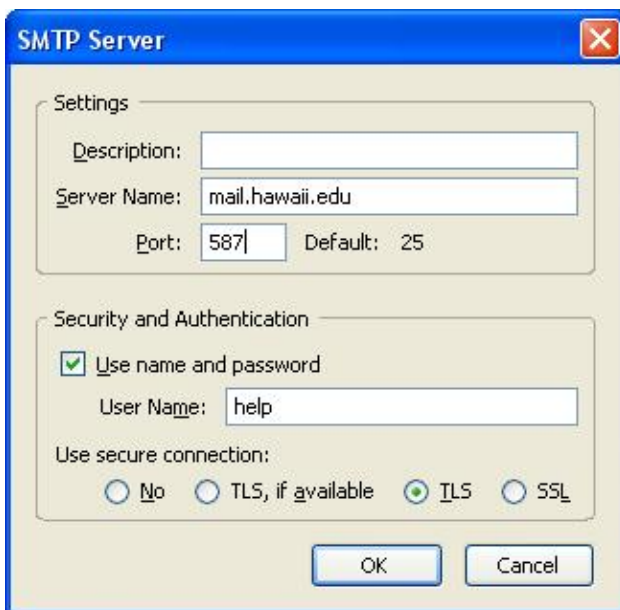 SMTP Server
Settings
Description:
Server Name: mail.hawaii.edu
Port: 587 Default: 25
Security and Authentication
Use name and password
User Name: help
Use secure connection:
No TLS, if available TLS SSL
OK Cancel